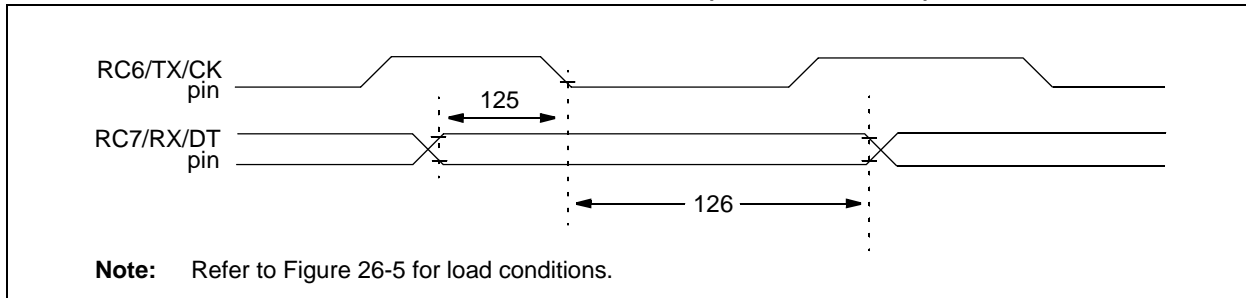 RC6/TX/CK
pin
125
RC7/RX/DT
pin
126
Note: Refer to Figure 26-5 for load conditions.